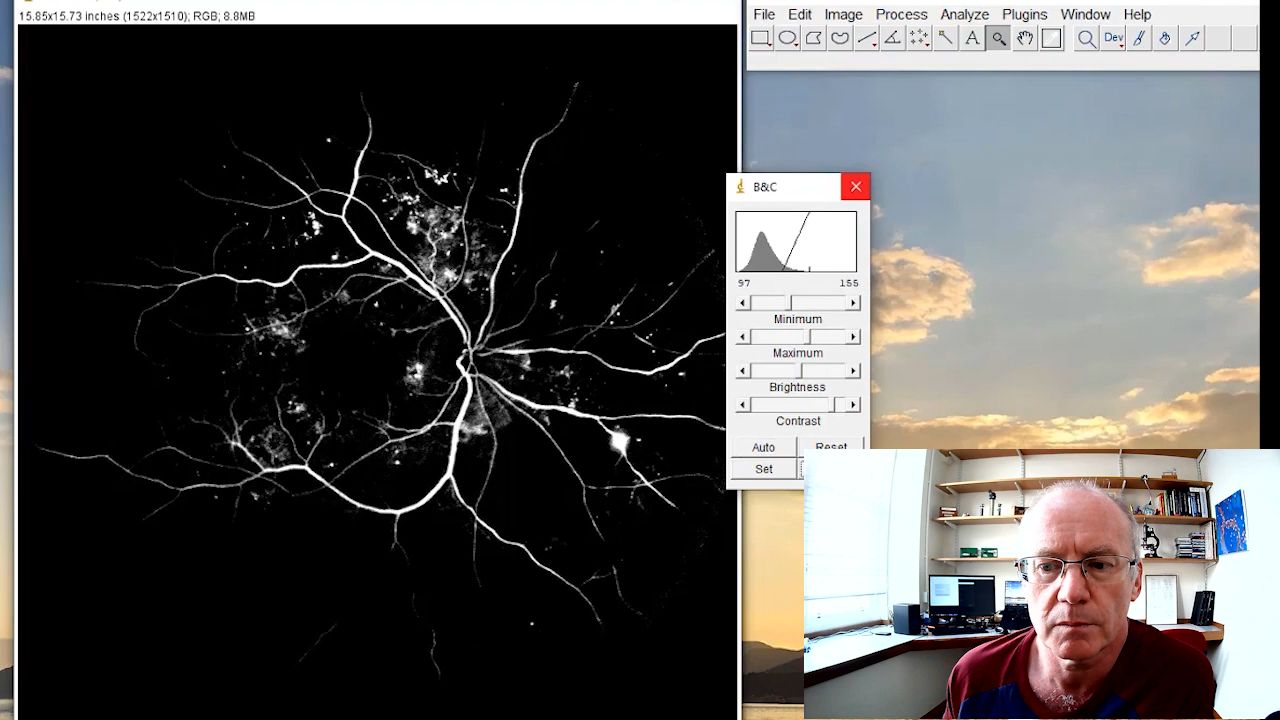 15.85x15.73 inches (1522x1510); RGB; 8.8MB
File Edit Image Process Analyze Plugins Window Help
A Dev
B&C
97 155
Minimum
Maximum
Brightness
Contrast
Auto Reset
Set